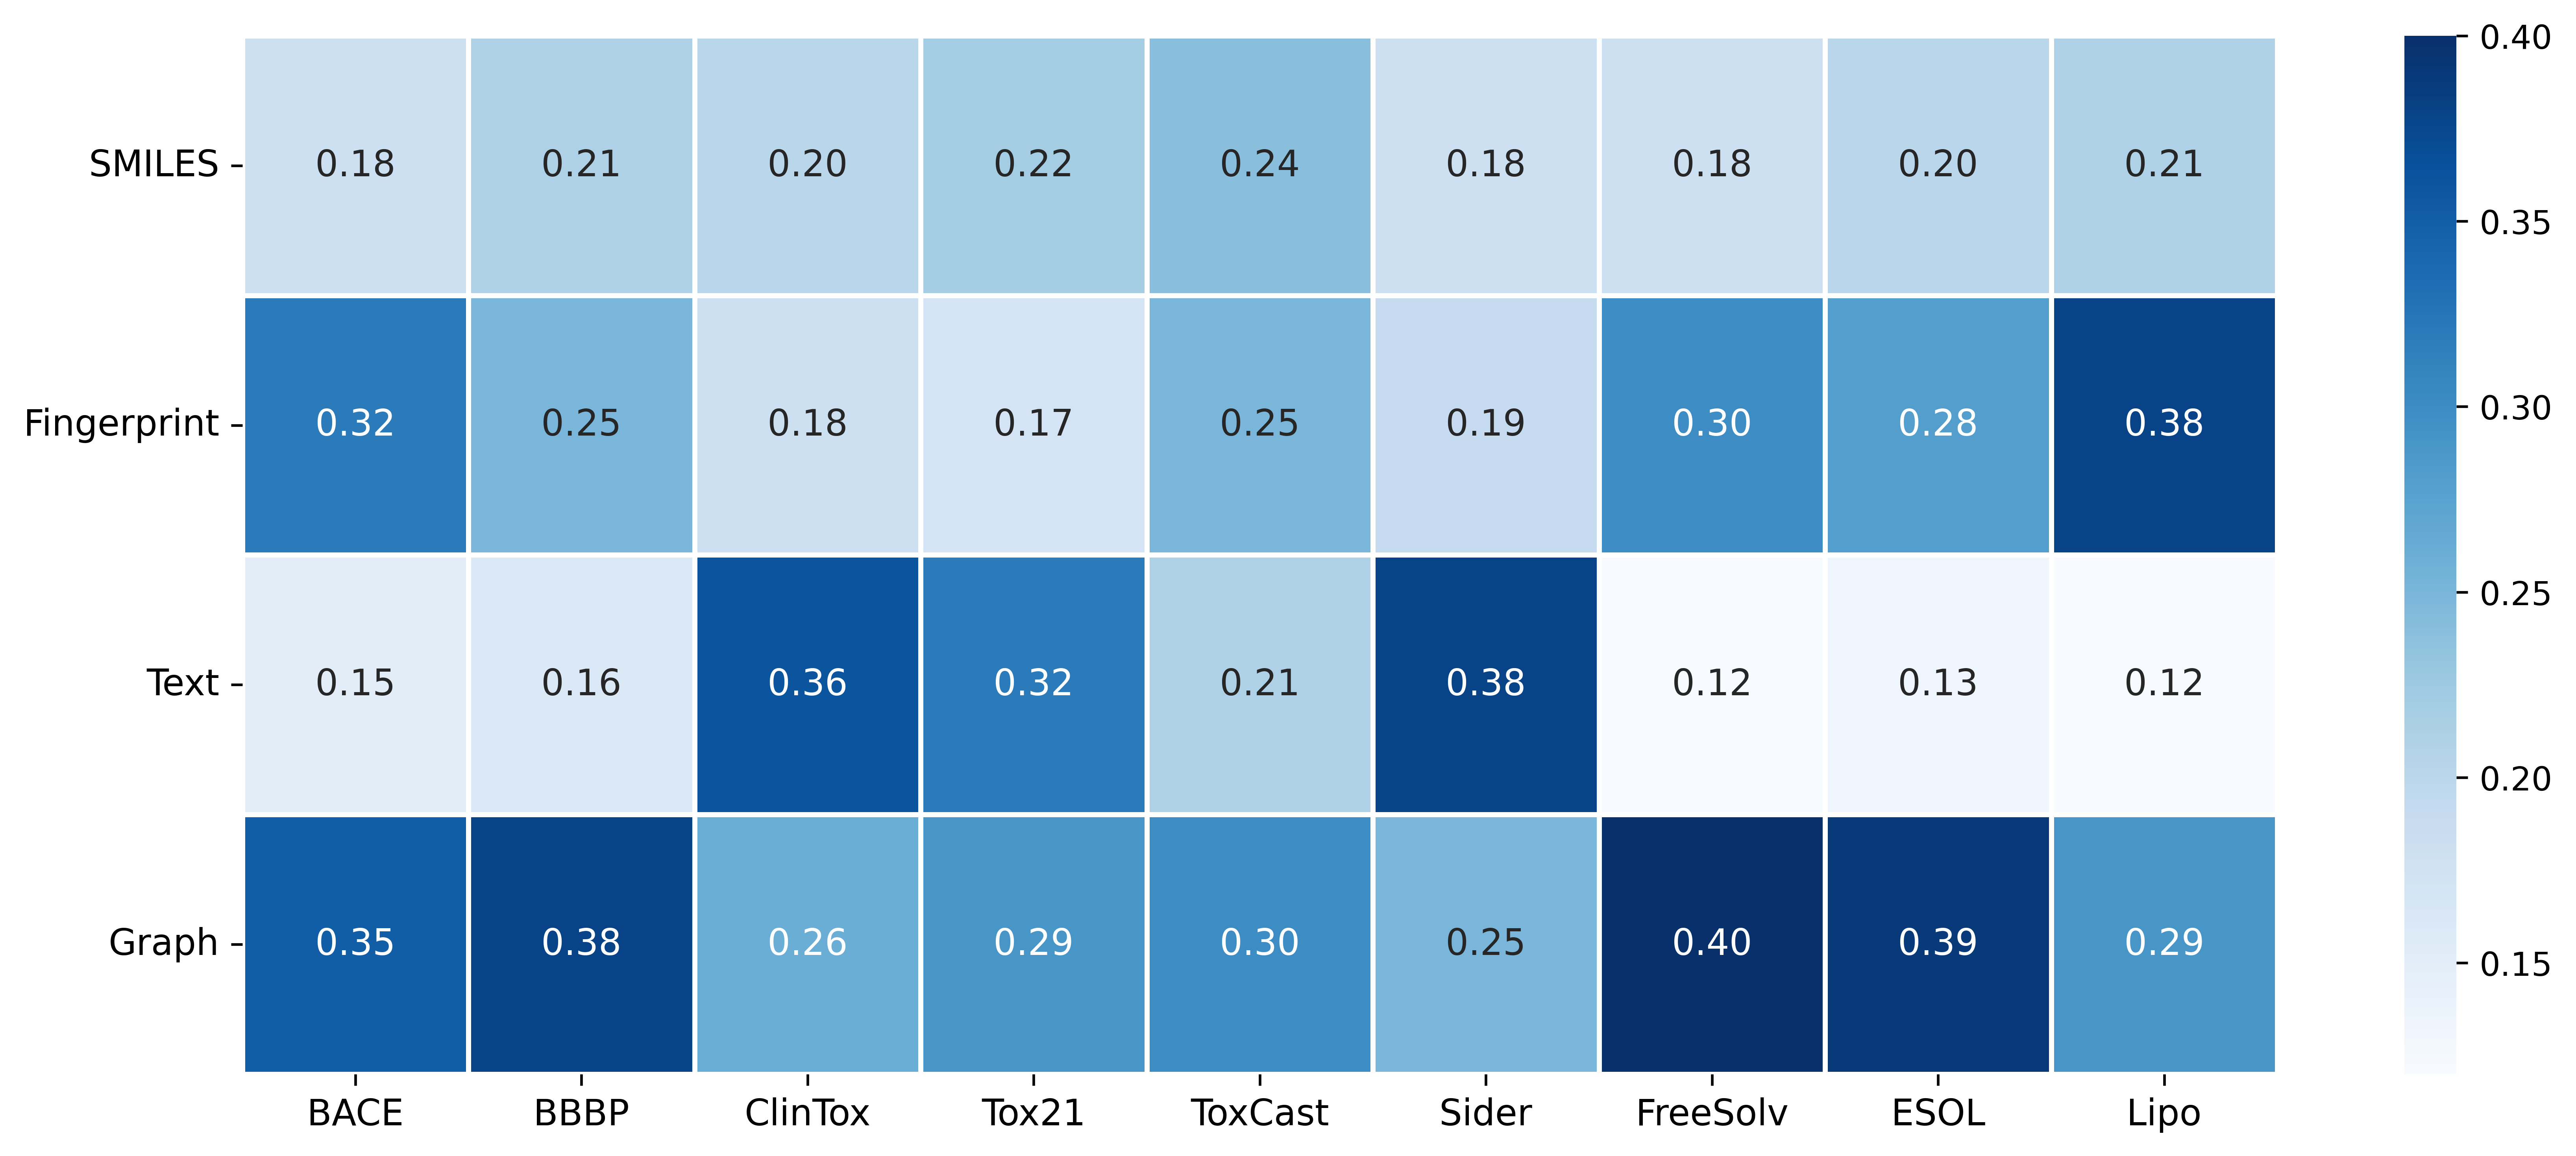 SMILES 0.18 0.21 0.20 0.22 0.24 0.18 0.18 0.20 0.21
Fingerprint 0.32 0.25 0.18 0.17 0.25 0.19 0.30 0.28 0.38
Text 0.15 0.16 0.36 0.32 0.21 0.38 0.12 0.13 0.12
Graph 0.35 0.38 0.26 0.29 0.30 0.25 0.40 0.39 0.29
BACE BBBP ClinTox Tox21 ToxCast Sider FreeSolv ESOL Lipo
0.40
0.35
0.30
0.25
0.20
0.15